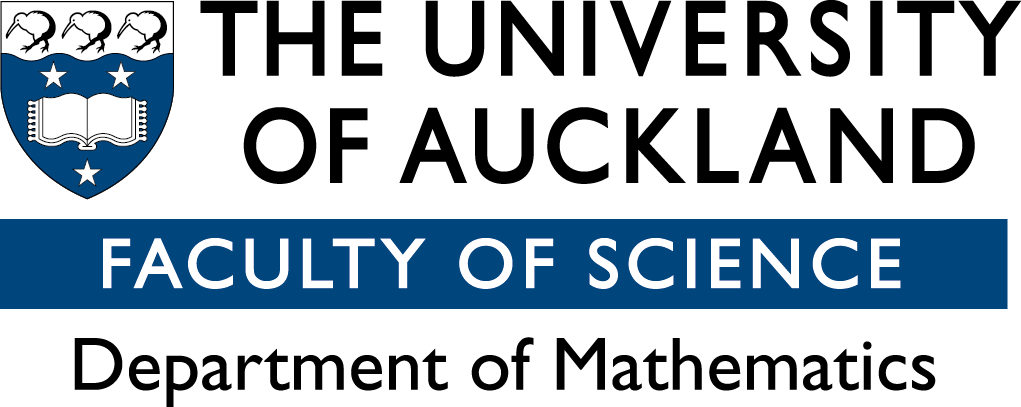 THE UNIVERSITY
OF AUCKLAND
FACULTY OF SCIENCE
Department of Mathematics